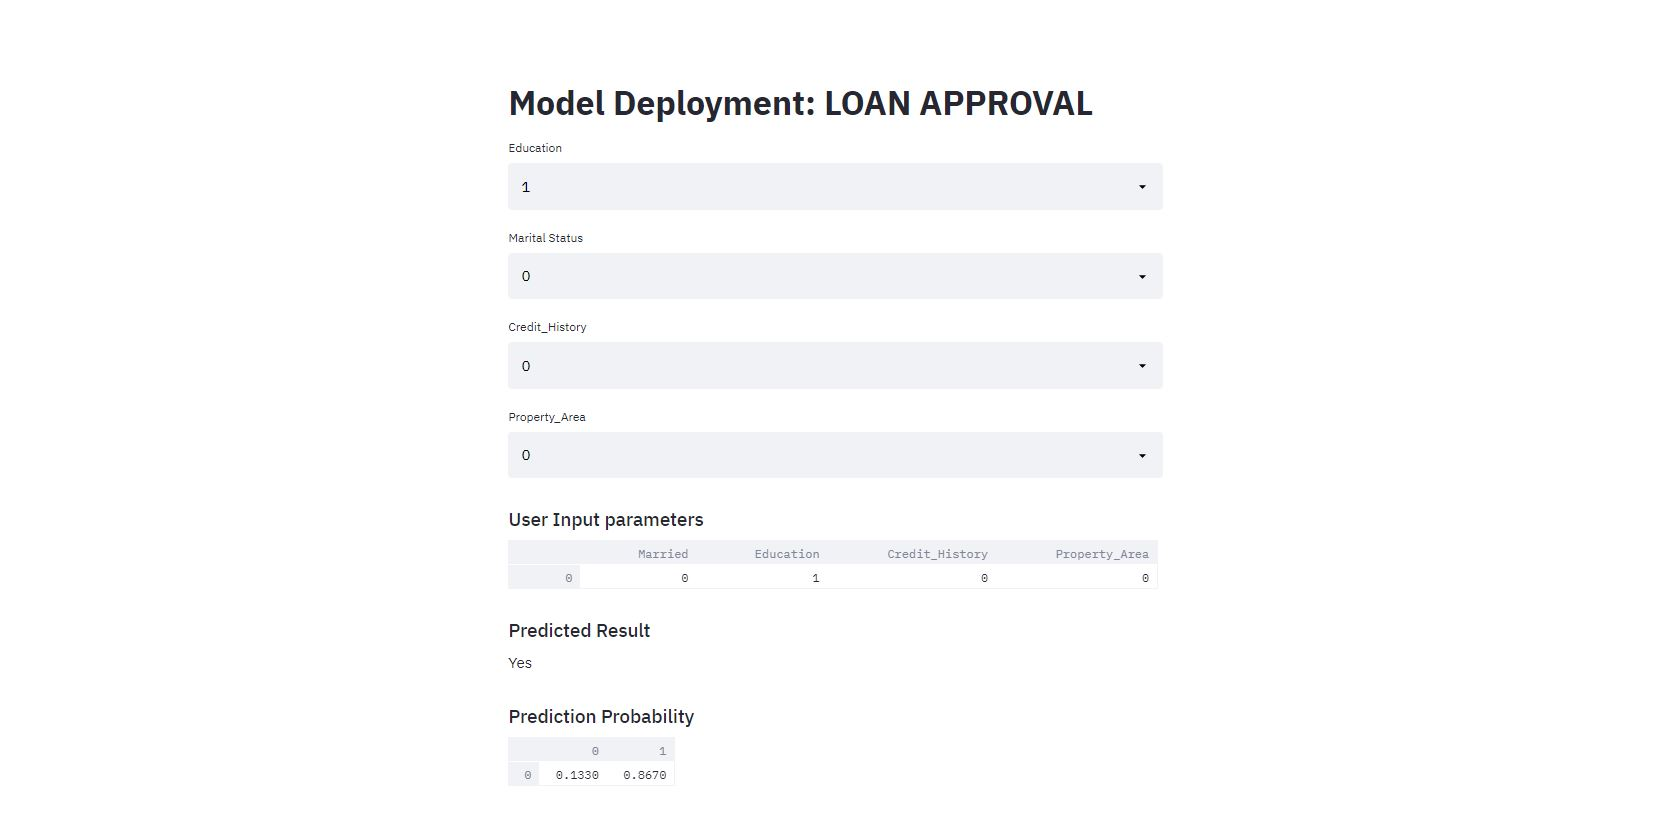 Model Deployment: LOAN APPROVAL
Education
1
Marital Status
0
Credit_History
0
Property_Area
0
User Input parameters
Married Education Credit_History Property_Area
0 0 1 0 0
Predicted Result
Yes
Prediction Probability
0 1
0 0.1330 0.8670